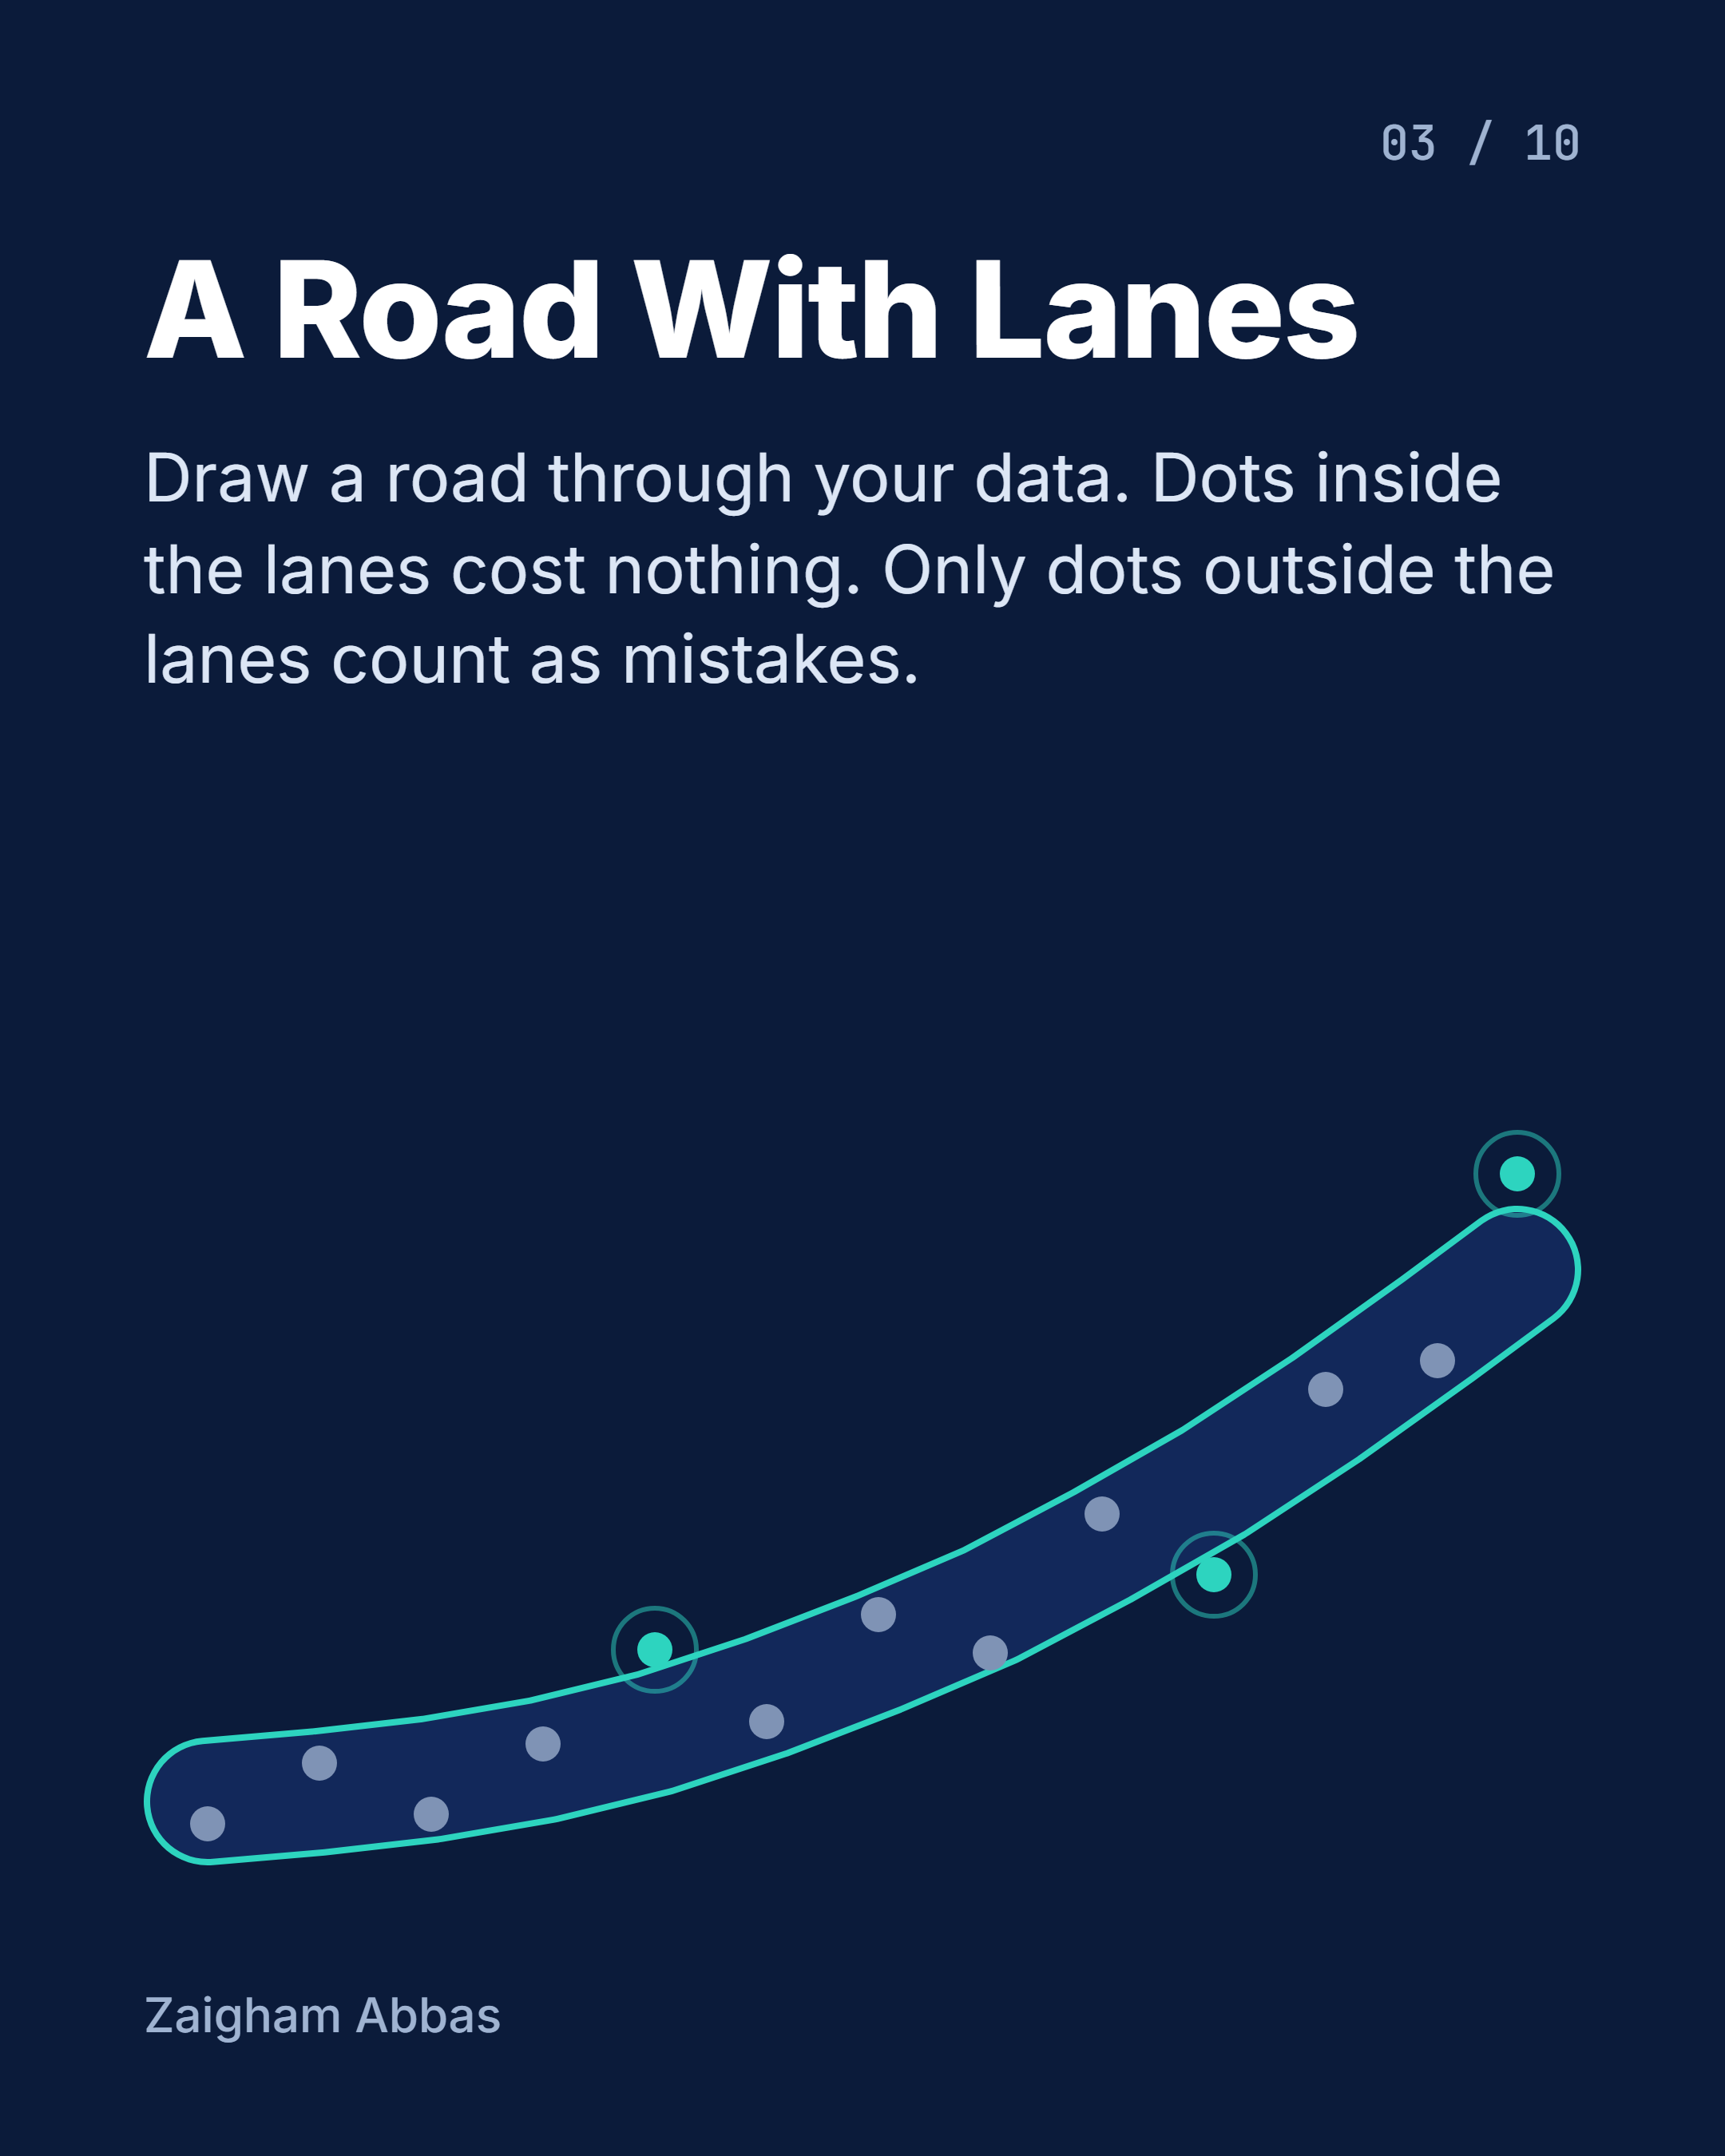 03 / 10
A Road With Lanes
Draw a road through your data. Dots inside
the lanes cost nothing. Only dots outside the
lanes count as mistakes.
Zaigham Abbas